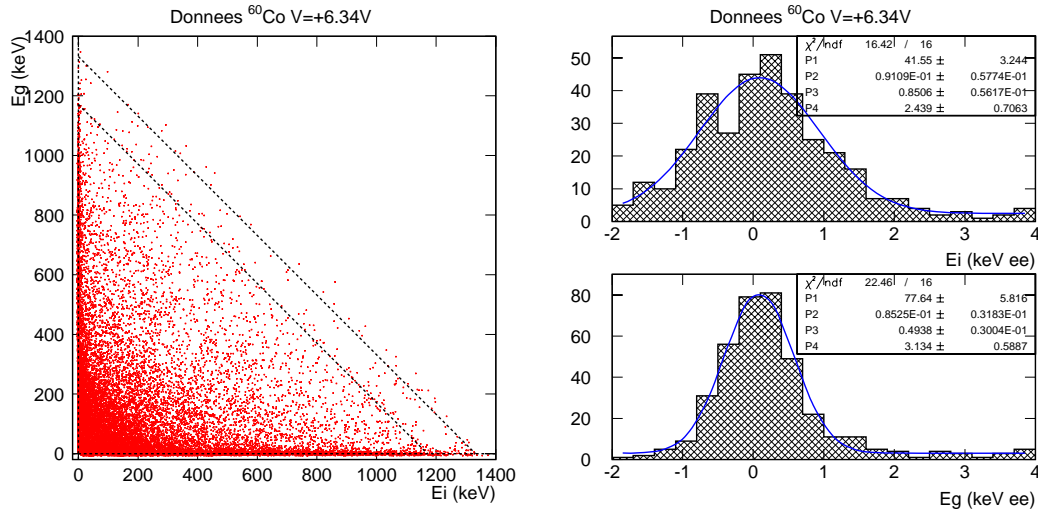 Donnees 60Co V=+6.34V
Eg (keV)
1400
1200
1000
800
600
400
200
0
0 200 400 600 800 1000 1200 1400
Ei (keV)
Donnees 60Co V=+6.34V
χ²/ndf 16.42 / 16
P1 41.55 ± 3.244
P2 0.9109E-01 ± 0.5774E-01
P3 0.8506 ± 0.5617E-01
P4 2.439 ± 0.7063
50
40
30
20
10
0
-2 -1 0 1 2 3 4
Ei (keV ee)
χ²/ndf 22.46 / 16
P1 77.64 ± 5.816
P2 0.8525E-01 ± 0.3183E-01
P3 0.4938 ± 0.3004E-01
P4 3.134 ± 0.5887
80
60
40
20
0
-2 -1 0 1 2 3 4
Eg (keV ee)